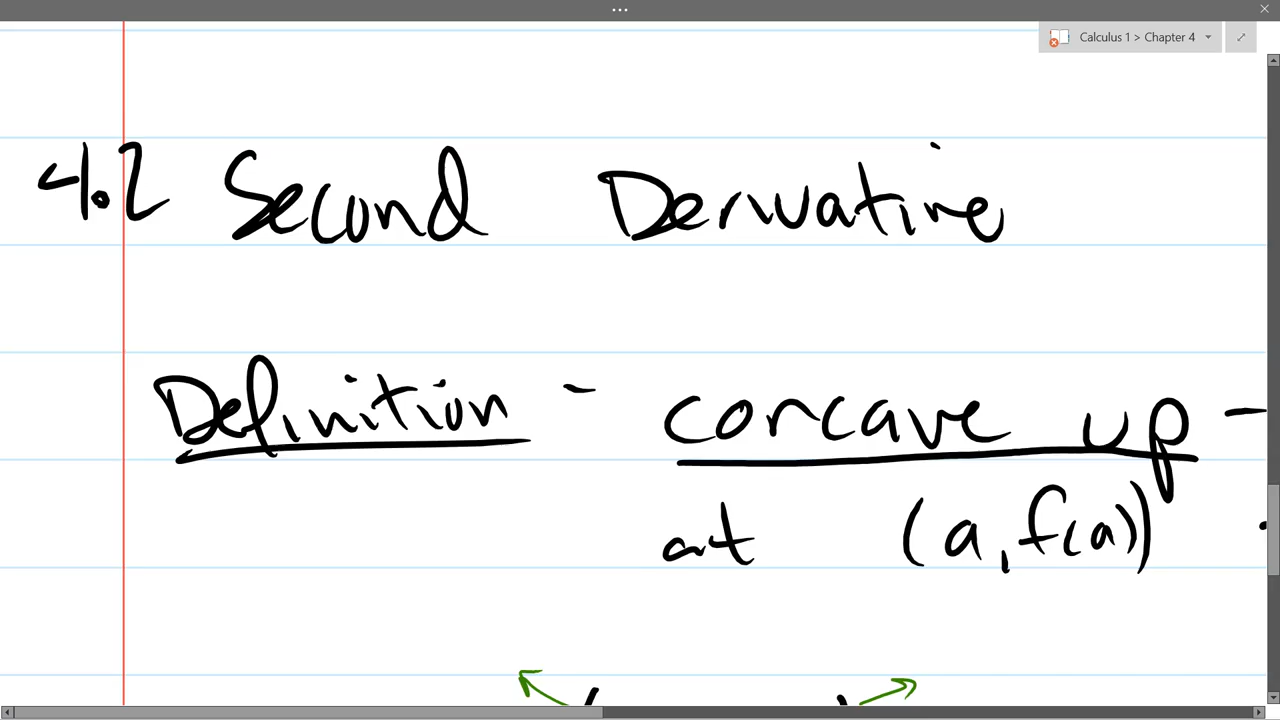 Calculus 1 > Chapter 4
4.2 Second Derivative
Definition - concave up -
at (a, f(a))